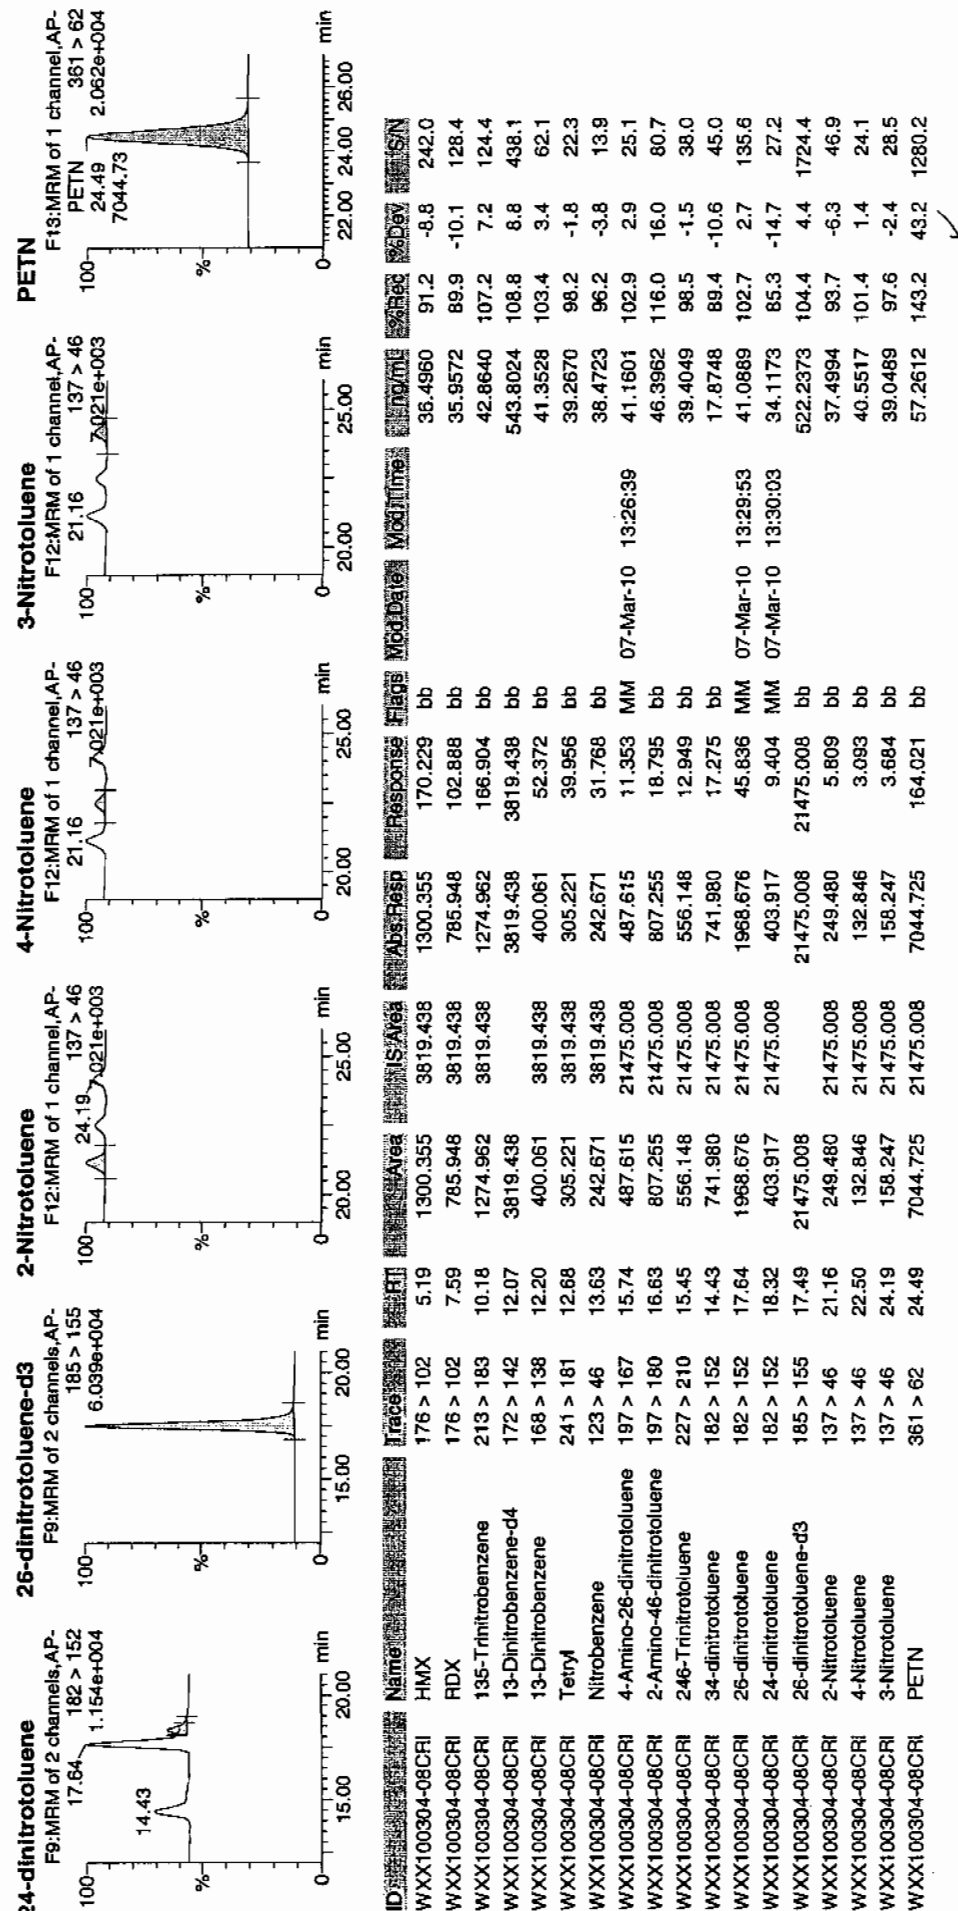 24-dinitrotoluene
F9:MRM of 2 channels,AP-
182 > 152
1.154e+004
17.64
14.43
100
%
0
15.00 20.00 min
26-dinitrotoluene-d3
F9:MRM of 2 channels,AP-
185 > 155
6.039e+004
100
%
0
15.00 20.00 min
2-Nitrotoluene
F12:MRM of 1 channel,AP-
137 > 46
7.021e+003
24.19
100
%
0
20.00 25.00 min
4-Nitrotoluene
F12:MRM of 1 channel,AP-
137 > 46
7.021e+003
21.16
100
%
0
20.00 25.00 min
3-Nitrotoluene
F12:MRM of 1 channel,AP-
137 > 46
7.021e+003
21.16
100
%
0
20.00 25.00 min
PETN
F13:MRM of 1 channel,AP-
361 > 62
2.062e+004
PETN
24.49
7044.73
100
%
0
22.00 24.00 26.00 min
ID Name Trace RT Area IS Area Abs.Resp Response Flags Mod.Date Mod.Time ng/mL %Rec %Dev S/N
WXX100304-08CRI HMX 176 > 102 5.19 1300.355 3819.438 1300.355 170.229 bb 36.4960 91.2 -8.8 242.0
WXX100304-08CRI RDX 176 > 102 7.59 785.948 3819.438 785.948 102.888 bb 35.9572 89.9 -10.1 128.4
WXX100304-08CRI 135-Trinitrobenzene 213 > 183 10.18 1274.962 3819.438 1274.962 166.904 bb 42.8640 107.2 7.2 124.4
WXX100304-08CRI 13-Dinitrobenzene-d4 172 > 142 12.07 3819.438 3819.438 3819.438 bb 543.8024 108.8 8.8 438.1
WXX100304-08CRI 13-Dinitrobenzene 168 > 138 12.20 400.061 3819.438 400.061 52.372 bb 41.3528 103.4 3.4 62.1
WXX100304-08CRI Tetryl 241 > 181 12.68 305.221 3819.438 305.221 39.956 bb 39.2670 98.2 -1.8 22.3
WXX100304-08CRI Nitrobenzene 123 > 46 13.63 242.671 3819.438 242.671 31.768 bb 38.4723 96.2 -3.8 13.9
WXX100304-08CRI 4-Amino-26-dinitrotoluene 197 > 167 15.74 487.615 21475.008 487.615 11.353 MM 07-Mar-10 13:26:39 41.1601 102.9 2.9 25.1
WXX100304-08CRI 2-Amino-46-dinitrotoluene 197 > 180 16.63 807.255 21475.008 807.255 18.795 bb 46.3962 116.0 16.0 80.7
WXX100304-08CRI 246-Trinitrotoluene 227 > 210 15.45 556.148 21475.008 556.148 12.949 bb 39.4049 98.5 -1.5 38.0
WXX100304-08CRI 34-dinitrotoluene 182 > 152 14.43 741.980 21475.008 741.980 17.275 bb 17.8748 89.4 -10.6 45.0
WXX100304-08CRI 26-dinitrotoluene 182 > 152 17.64 1968.676 21475.008 1968.676 45.836 MM 07-Mar-10 13:29:53 41.0889 102.7 2.7 135.6
WXX100304-08CRI 24-dinitrotoluene 182 > 152 18.32 403.917 21475.008 403.917 9.404 MM 07-Mar-10 13:30:03 34.1173 85.3 -14.7 27.2
WXX100304-08CRI 26-dinitrotoluene-d3 185 > 155 17.49 21475.008 21475.008 21475.008 bb 522.2373 104.4 4.4 1724.4
WXX100304-08CRI 2-Nitrotoluene 137 > 46 21.16 249.480 21475.008 249.480 5.809 bb 37.4994 93.7 -6.3 46.9
WXX100304-08CRI 4-Nitrotoluene 137 > 46 22.50 132.846 21475.008 132.846 3.093 bb 40.5517 101.4 1.4 24.1
WXX100304-08CRI 3-Nitrotoluene 137 > 46 24.19 158.247 21475.008 158.247 3.684 bb 39.0489 97.6 -2.4 28.5
WXX100304-08CRI PETN 361 > 62 24.49 7044.725 21475.008 7044.725 164.021 bb 57.2612 143.2 43.2 1280.2